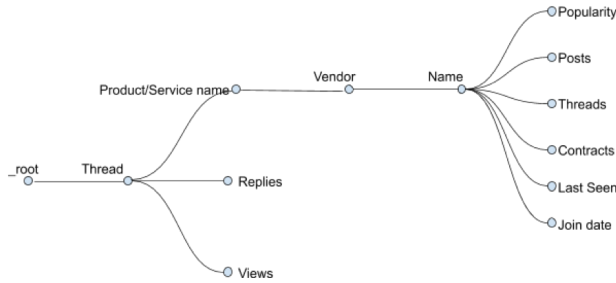 Popularity
Posts
Product/Service name
Vendor
Name
Threads
Contracts
_root
Thread
Replies
Last Seen
Join date
Views